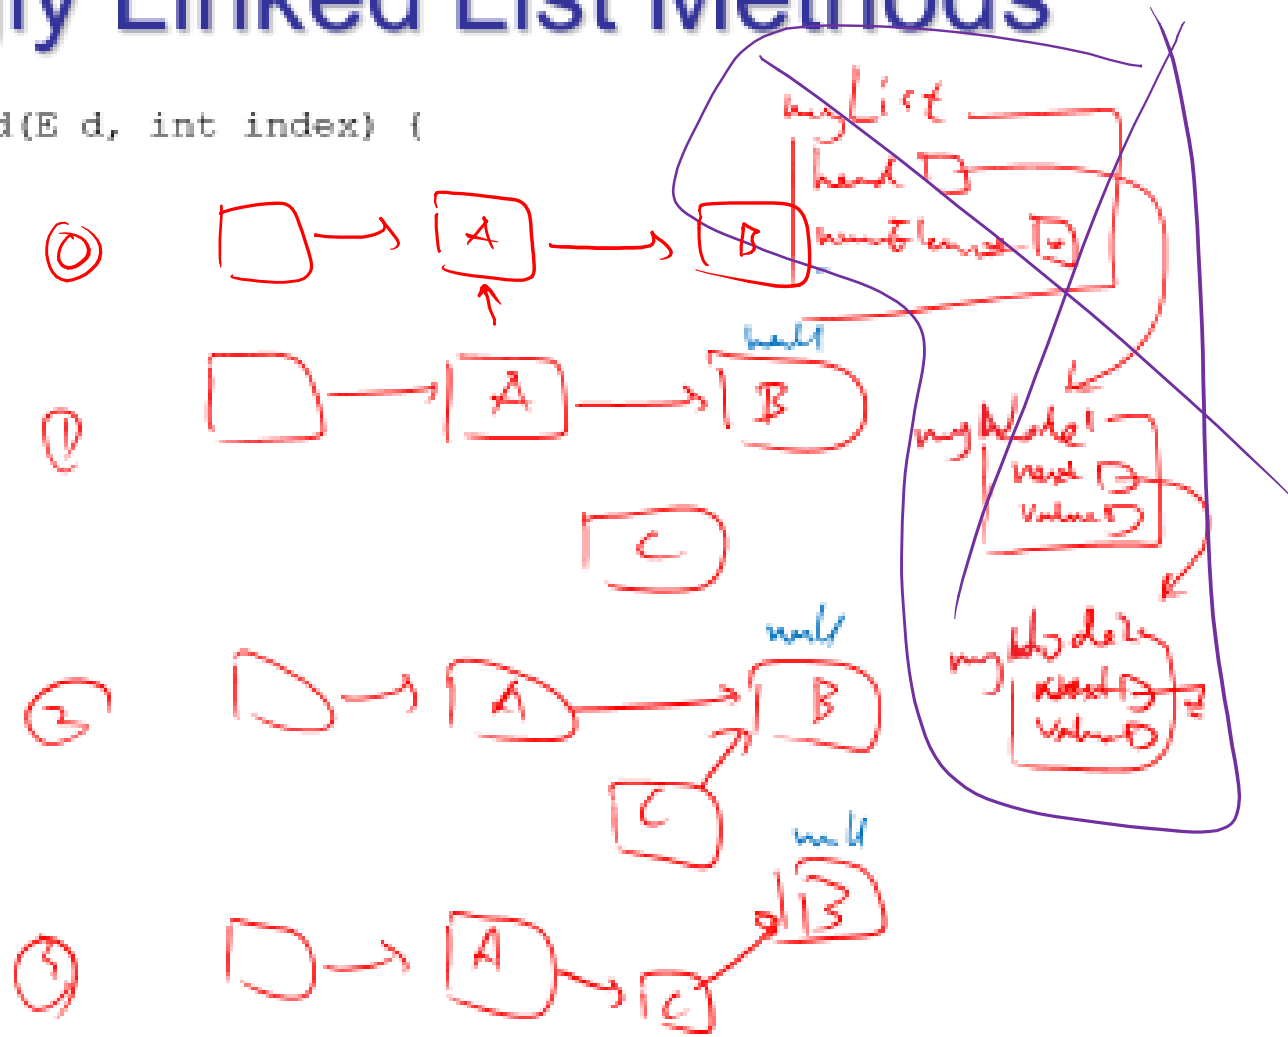 gly Linked List Methods
d(E d, int index) {
myList
head
0 A B
numElements
null
1 A B
myNode1
next
value
C
null
myNode2
2 A B
next
value
C
null
B
3 A
C